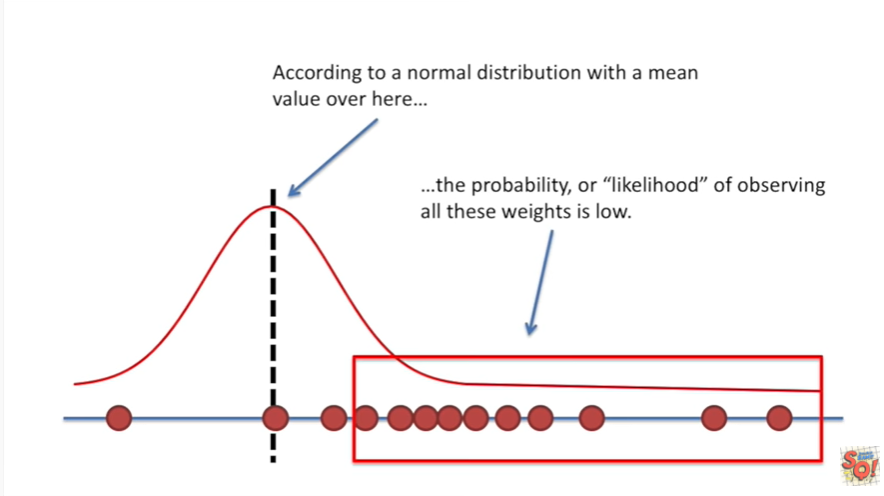 According to a normal distribution with a mean
value over here...
...the probability, or “likelihood” of observing
all these weights is low.
SO!